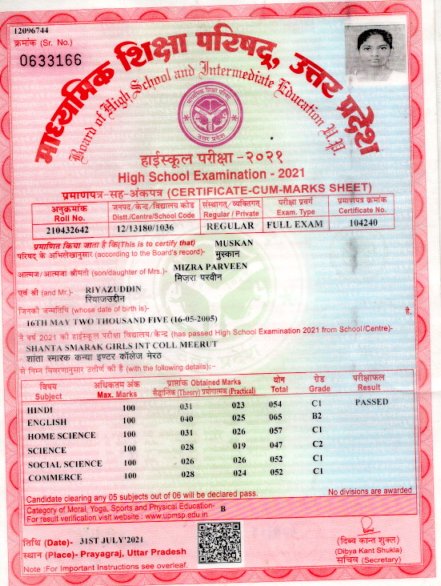 12096744
क्रमांक (Sr. No.)
0633166
माध्यमिक शिक्षा परिषद्, उत्तर प्रदेश
Board of High School and Intermediate Education U.P.
हाईस्कूल परीक्षा -२०२१
High School Examination - 2021
प्रमाणपत्र-सह-अंकपत्र (CERTIFICATE-CUM-MARKS SHEET)
अनुक्रमांक जनपद/केन्द्र/विद्यालय कोड संस्थागत/व्यक्तिगत परीक्षा प्रवर्ग प्रमाणपत्र क्रमांक
Roll No. Distt./Centre/School Code Regular / Private Exam. Type Certificate No.
210432642 12/13180/1036 REGULAR FULL EXAM 104240
प्रमाणित किया जाता है कि(This is to certify that) MUSKAN
परिषद के अभिलेखानुसार (according to the Board's record)- मुस्कान
आत्मज/आत्मजा श्रीमती (son/daughter of Mrs.)- MIZRA PARVEEN
मिजरा परवीन
एवं श्री (and Mr.)- RIYAZUDDIN
रियाजउद्दीन
जिनकी जन्मतिथि (whose date of birth is)-
16TH MAY TWO THOUSAND FIVE (16-05-2005) है,
ने वर्ष 2021 की हाईस्कूल परीक्षा विद्यालय/केन्द्र (has passed High School Examination 2021 from School/Centre)-
SHANTA SMARAK GIRLS INT COLL MEERUT
शांता स्मारक कन्या इण्टर कॉलेज मेरठ
से निम्न विवरणानुसार उत्तीर्ण की है (with the following details):-
विषय अधिकतम अंक प्राप्तांक Obtained Marks योग ग्रेड परीक्षाफल
Subject Max. Marks सैद्धान्तिक (Theory) प्रयोगात्मक (Practical) Total Grade Result
HINDI 100 031 023 054 C1 PASSED
ENGLISH 100 040 025 065 B2
HOME SCIENCE 100 031 026 057 C1
SCIENCE 100 028 019 047 C2
SOCIAL SCIENCE 100 026 026 052 C1
COMMERCE 100 028 024 052 C1
Candidate clearing any 05 subjects out of 06 will be declared pass. No divisions are awarded
Category of Moral, Yoga, Sports and Physical Education- B
For result verification visit website : www.upmsp.edu.in
तिथि (Date)- 31ST JULY'2021
स्थान (Place)- Prayagraj, Uttar Pradesh
(दिब्य कान्त शुक्ल)
(Dibya Kant Shukla)
सचिव (Secretary)
Note :For Important Instructions see overleaf.